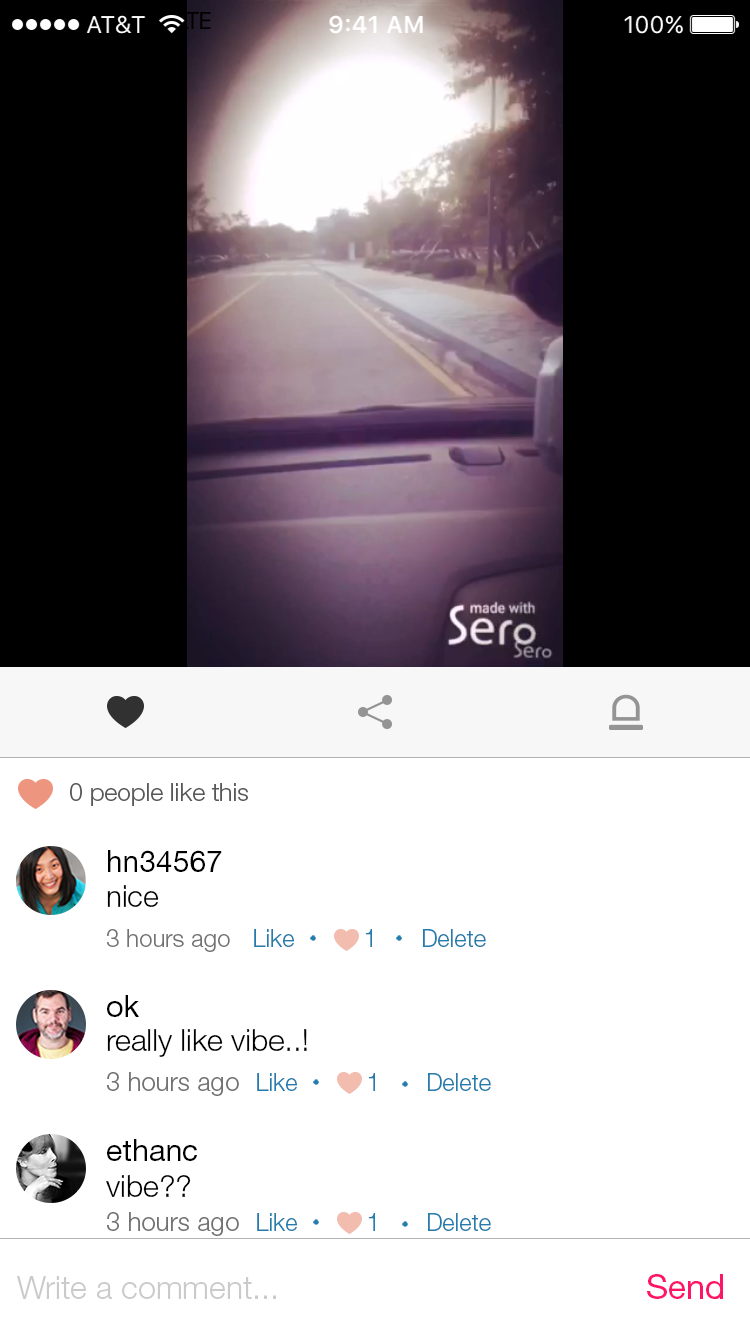 AT&T TE 9:41 AM 100%
made with
Sero
Sero
0 people like this
hn34567
nice
3 hours ago Like • 1 • Delete
ok
really like vibe..!
3 hours ago Like • 1 • Delete
ethanc
vibe??
3 hours ago Like • 1 • Delete
Write a comment... Send